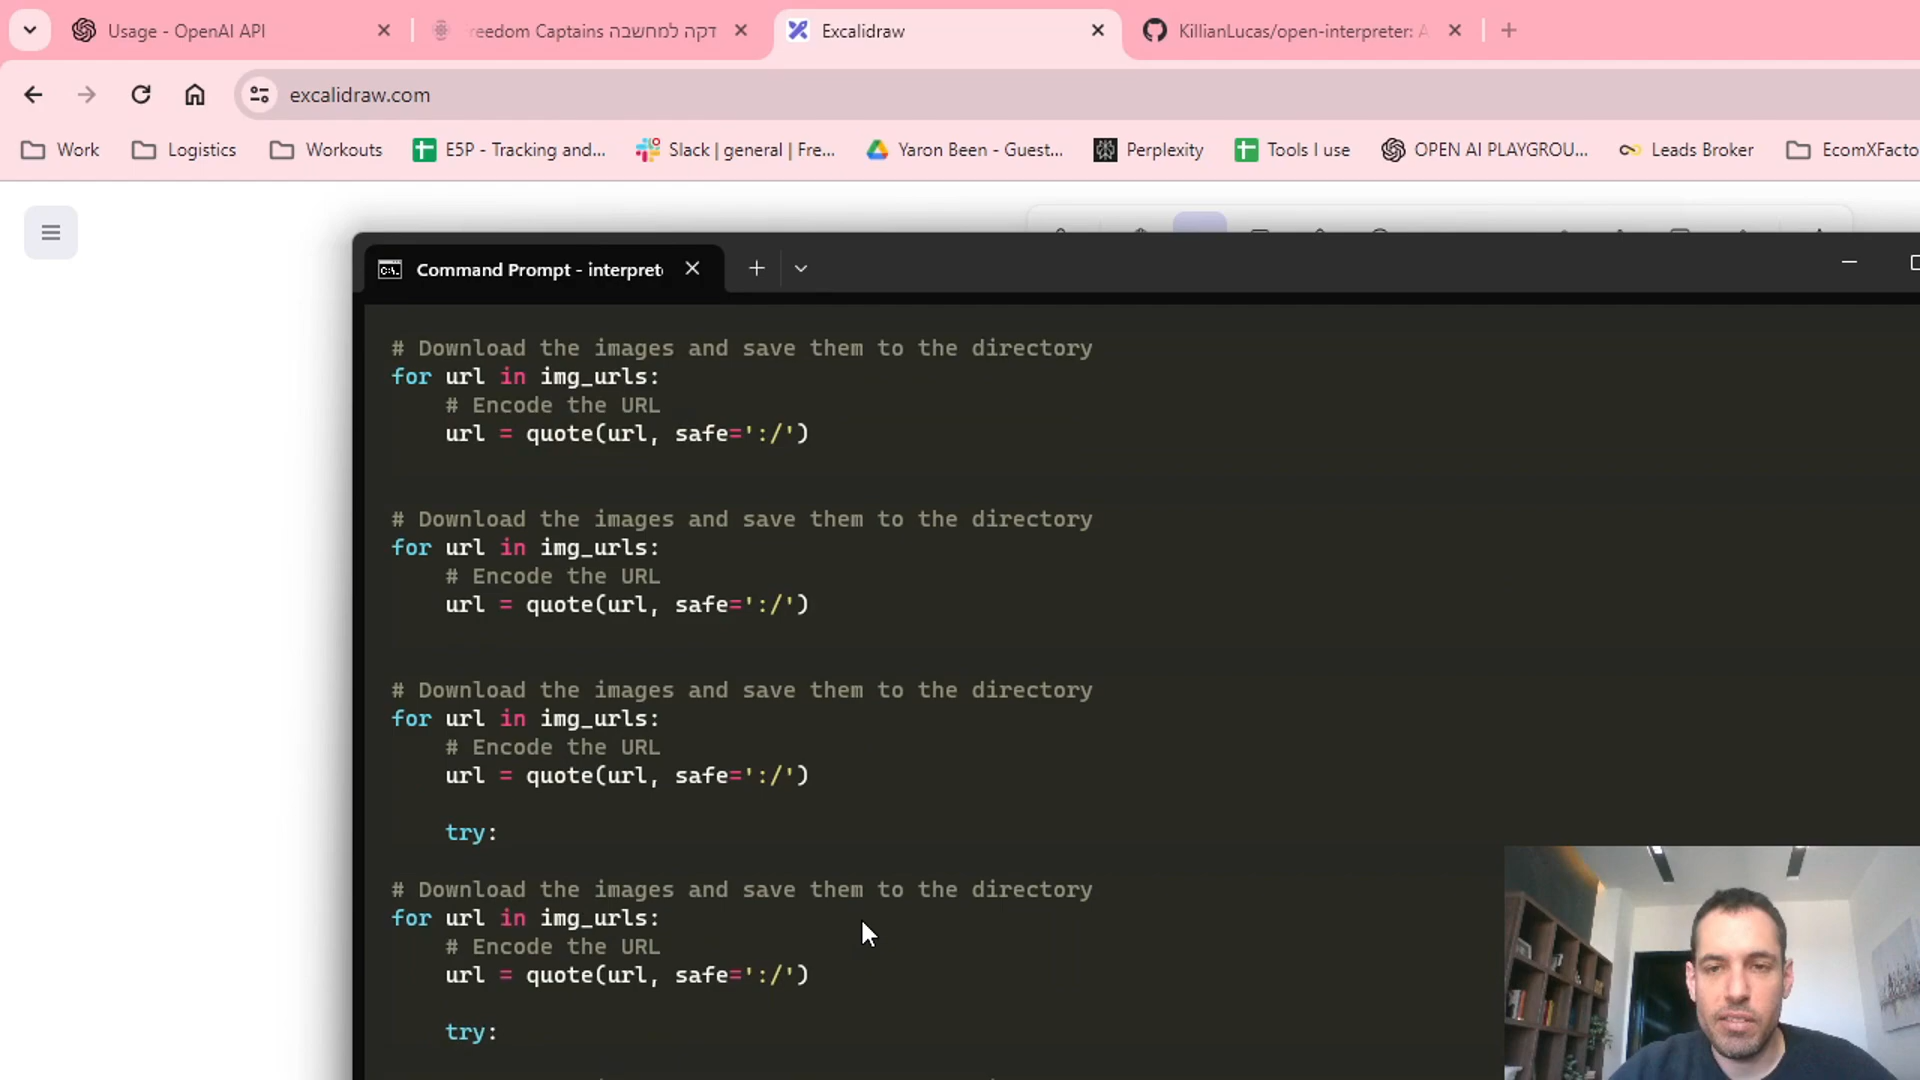 Usage - OpenAI API
reedom Captains דקה למחשבה
Excalidraw
KillianLucas/open-interpreter: A
excalidraw.com
Work
Logistics
Workouts
E5P - Tracking and...
Slack | general | Fre...
Yaron Been - Guest...
Perplexity
Tools I use
OPEN AI PLAYGROU...
Leads Broker
EcomXFacto
Command Prompt - interpret
# Download the images and save them to the directory
for url in img_urls:
# Encode the URL
url = quote(url, safe=':/')
# Download the images and save them to the directory
for url in img_urls:
# Encode the URL
url = quote(url, safe=':/')
# Download the images and save them to the directory
for url in img_urls:
# Encode the URL
url = quote(url, safe=':/')
try:
# Download the images and save them to the directory
for url in img_urls:
# Encode the URL
url = quote(url, safe=':/')
try: